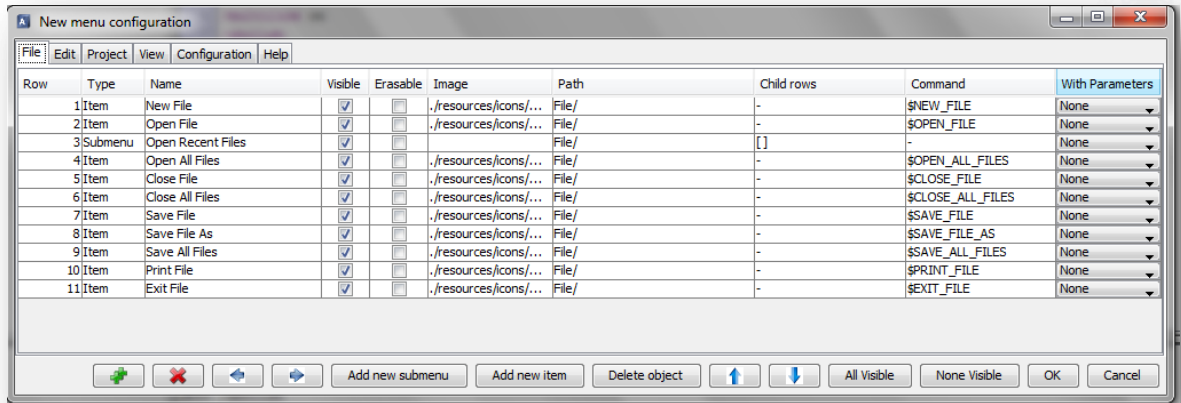 New menu configuration
File Edit Project View Configuration Help
Row Type Name Visible Erasable Image Path Child rows Command With Parameters
1 Item New File ./resources/icons/... File/ - $NEW_FILE None
2 Item Open File ./resources/icons/... File/ - $OPEN_FILE None
3 Submenu Open Recent Files File/ [ ] - None
4 Item Open All Files ./resources/icons/... File/ - $OPEN_ALL_FILES None
5 Item Close File ./resources/icons/... File/ - $CLOSE_FILE None
6 Item Close All Files ./resources/icons/... File/ - $CLOSE_ALL_FILES None
7 Item Save File ./resources/icons/... File/ - $SAVE_FILE None
8 Item Save File As ./resources/icons/... File/ - $SAVE_FILE_AS None
9 Item Save All Files ./resources/icons/... File/ - $SAVE_ALL_FILES None
10 Item Print File ./resources/icons/... File/ - $PRINT_FILE None
11 Item Exit File ./resources/icons/... File/ - $EXIT_FILE None
Add new submenu Add new item Delete object All Visible None Visible OK Cancel